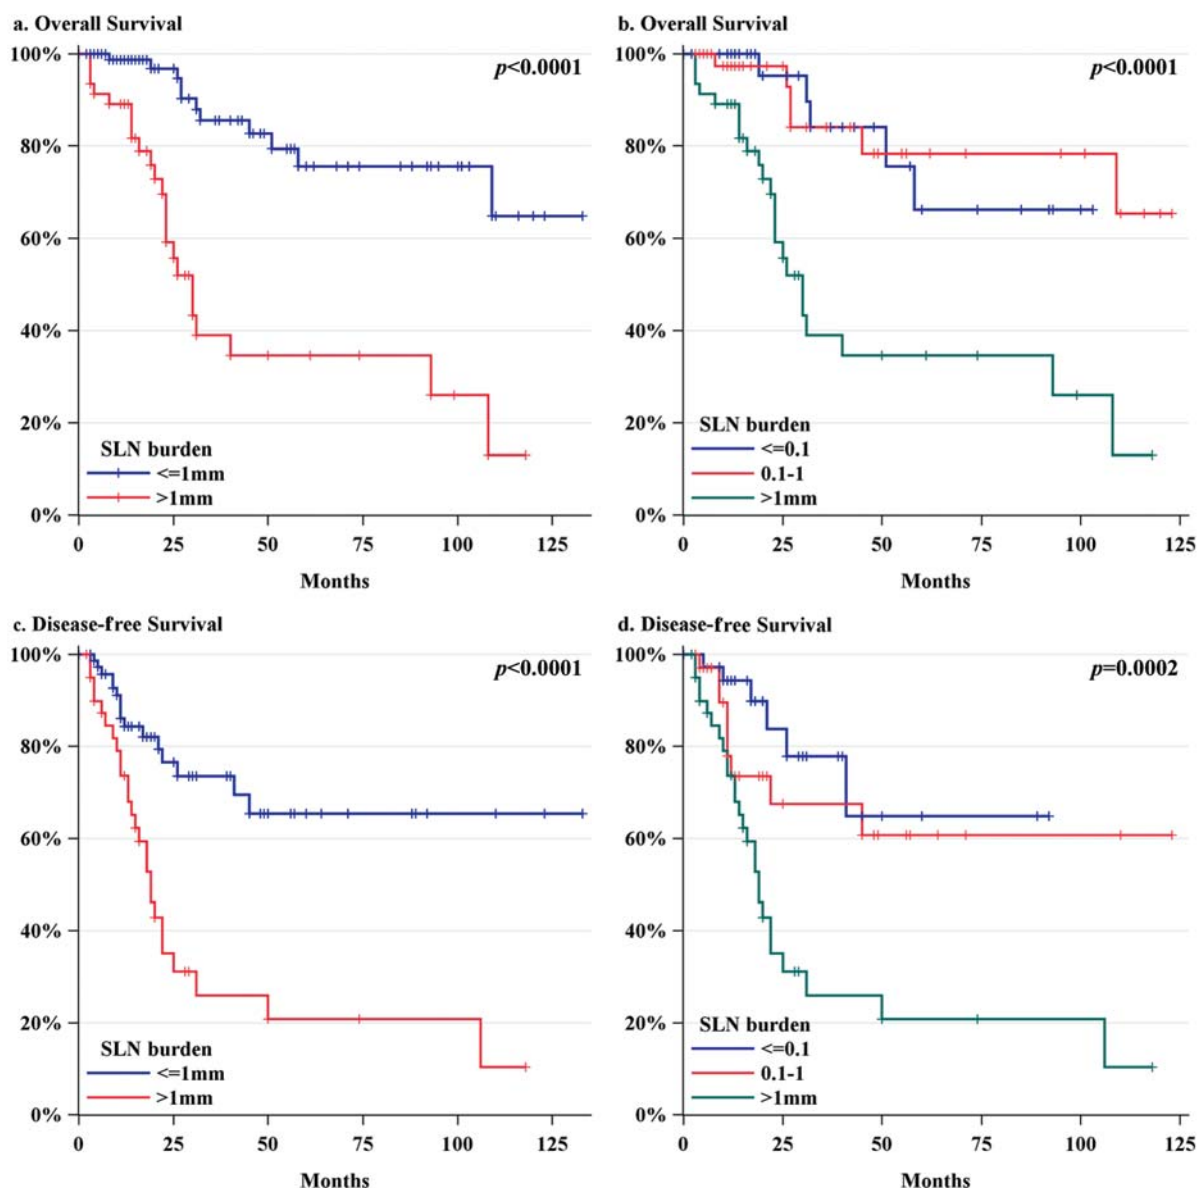 a. Overall Survival
100%
80%
60%
40%
20%
0%
p<0.0001
SLN burden
<=1mm
>1mm
0 25 50 75 100 125
Months
b. Overall Survival
100%
80%
60%
40%
20%
0%
p<0.0001
SLN burden
<=0.1
0.1-1
>1mm
0 25 50 75 100 125
Months
c. Disease-free Survival
100%
80%
60%
40%
20%
0%
p<0.0001
SLN burden
<=1mm
>1mm
0 25 50 75 100 125
Months
d. Disease-free Survival
100%
80%
60%
40%
20%
0%
p=0.0002
SLN burden
<=0.1
0.1-1
>1mm
0 25 50 75 100 125
Months